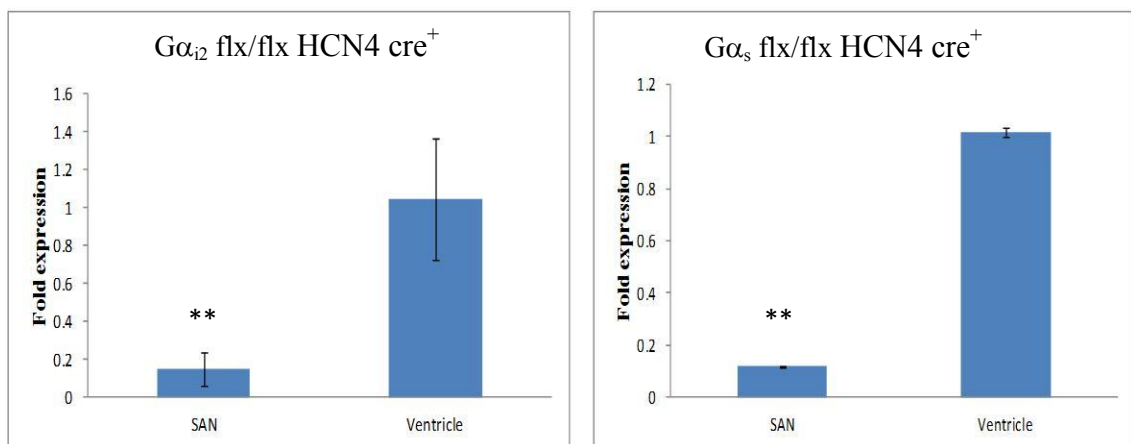 Gα_i2 flx/flx HCN4 cre⁺
1.6
1.4
1.2
1
0.8
0.6
0.4
0.2
0
Fold expression
**
SAN
Ventricle
Gα_s flx/flx HCN4 cre⁺
1.2
1
0.8
0.6
0.4
0.2
0
Fold expression
**
SAN
Ventricle